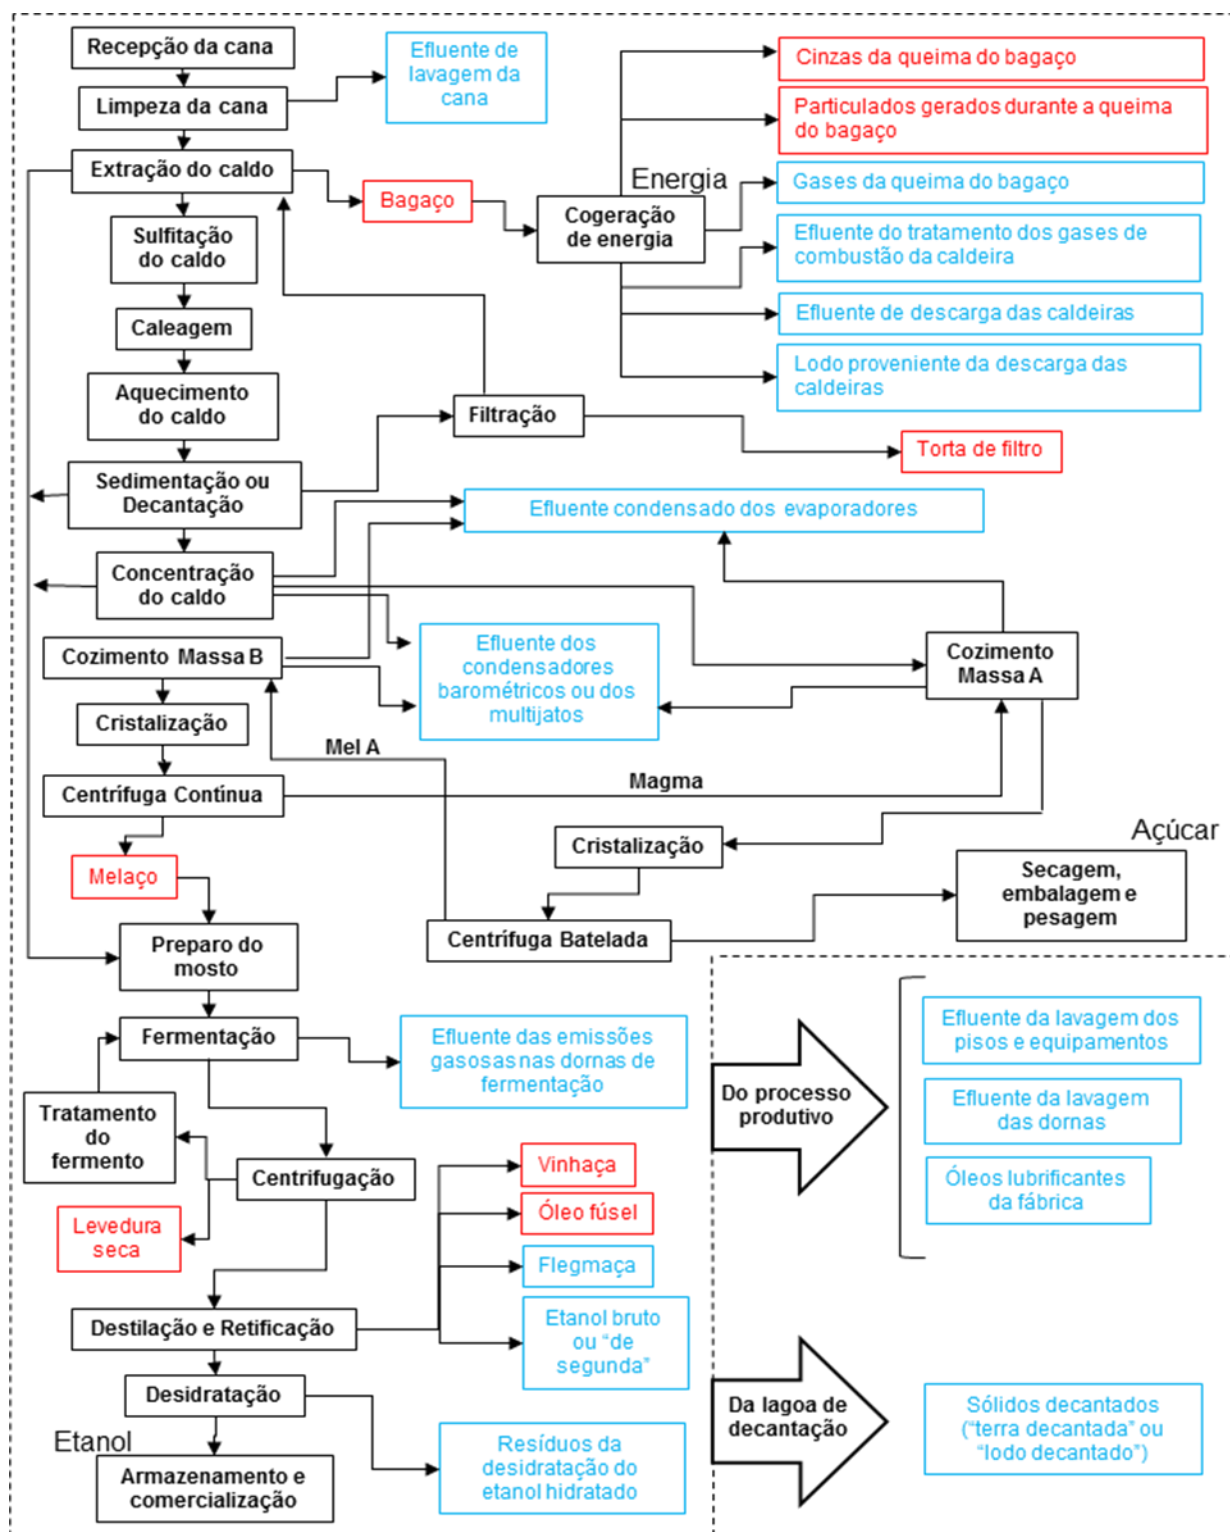 Recepção da cana
Efluente de
lavagem da
cana
Limpeza da cana
Extração do caldo
Bagaço
Energia
Cogeração
de energia
Cinzas da queima do bagaço
Particulados gerados durante a queima
do bagaço
Gases da queima do bagaço
Efluente do tratamento dos gases de
combustão da caldeira
Efluente de descarga das caldeiras
Lodo proveniente da descarga das
caldeiras
Sulfitação
do caldo
Caleagem
Aquecimento
do caldo
Filtração
Torta de filtro
Sedimentação ou
Decantação
Efluente condensado dos evaporadores
Concentração
do caldo
Cozimento Massa B
Efluente dos
condensadores
barométricos ou dos
multijatos
Cozimento
Massa A
Cristalização
Mel A
Centrífuga Contínua
Magma
Cristalização
Açúcar
Melaço
Secagem,
embalagem e
pesagem
Centrífuga Batelada
Preparo do
mosto
Fermentação
Efluente das emissões
gasosas nas dornas de
fermentação
Tratamento
do
fermento
Centrifugação
Levedura
seca
Vinhaça
Óleo fúsel
Flegmaça
Etanol bruto
ou “de
segunda”
Destilação e Retificação
Desidratação
Etanol
Armazenamento e
comercialização
Resíduos da
desidratação do
etanol hidratado
Do processo
produtivo
Efluente da lavagem dos
pisos e equipamentos
Efluente da lavagem
das dornas
Óleos lubrificantes
da fábrica
Da lagoa de
decantação
Sólidos decantados
(“terra decantada” ou
“lodo decantado”)